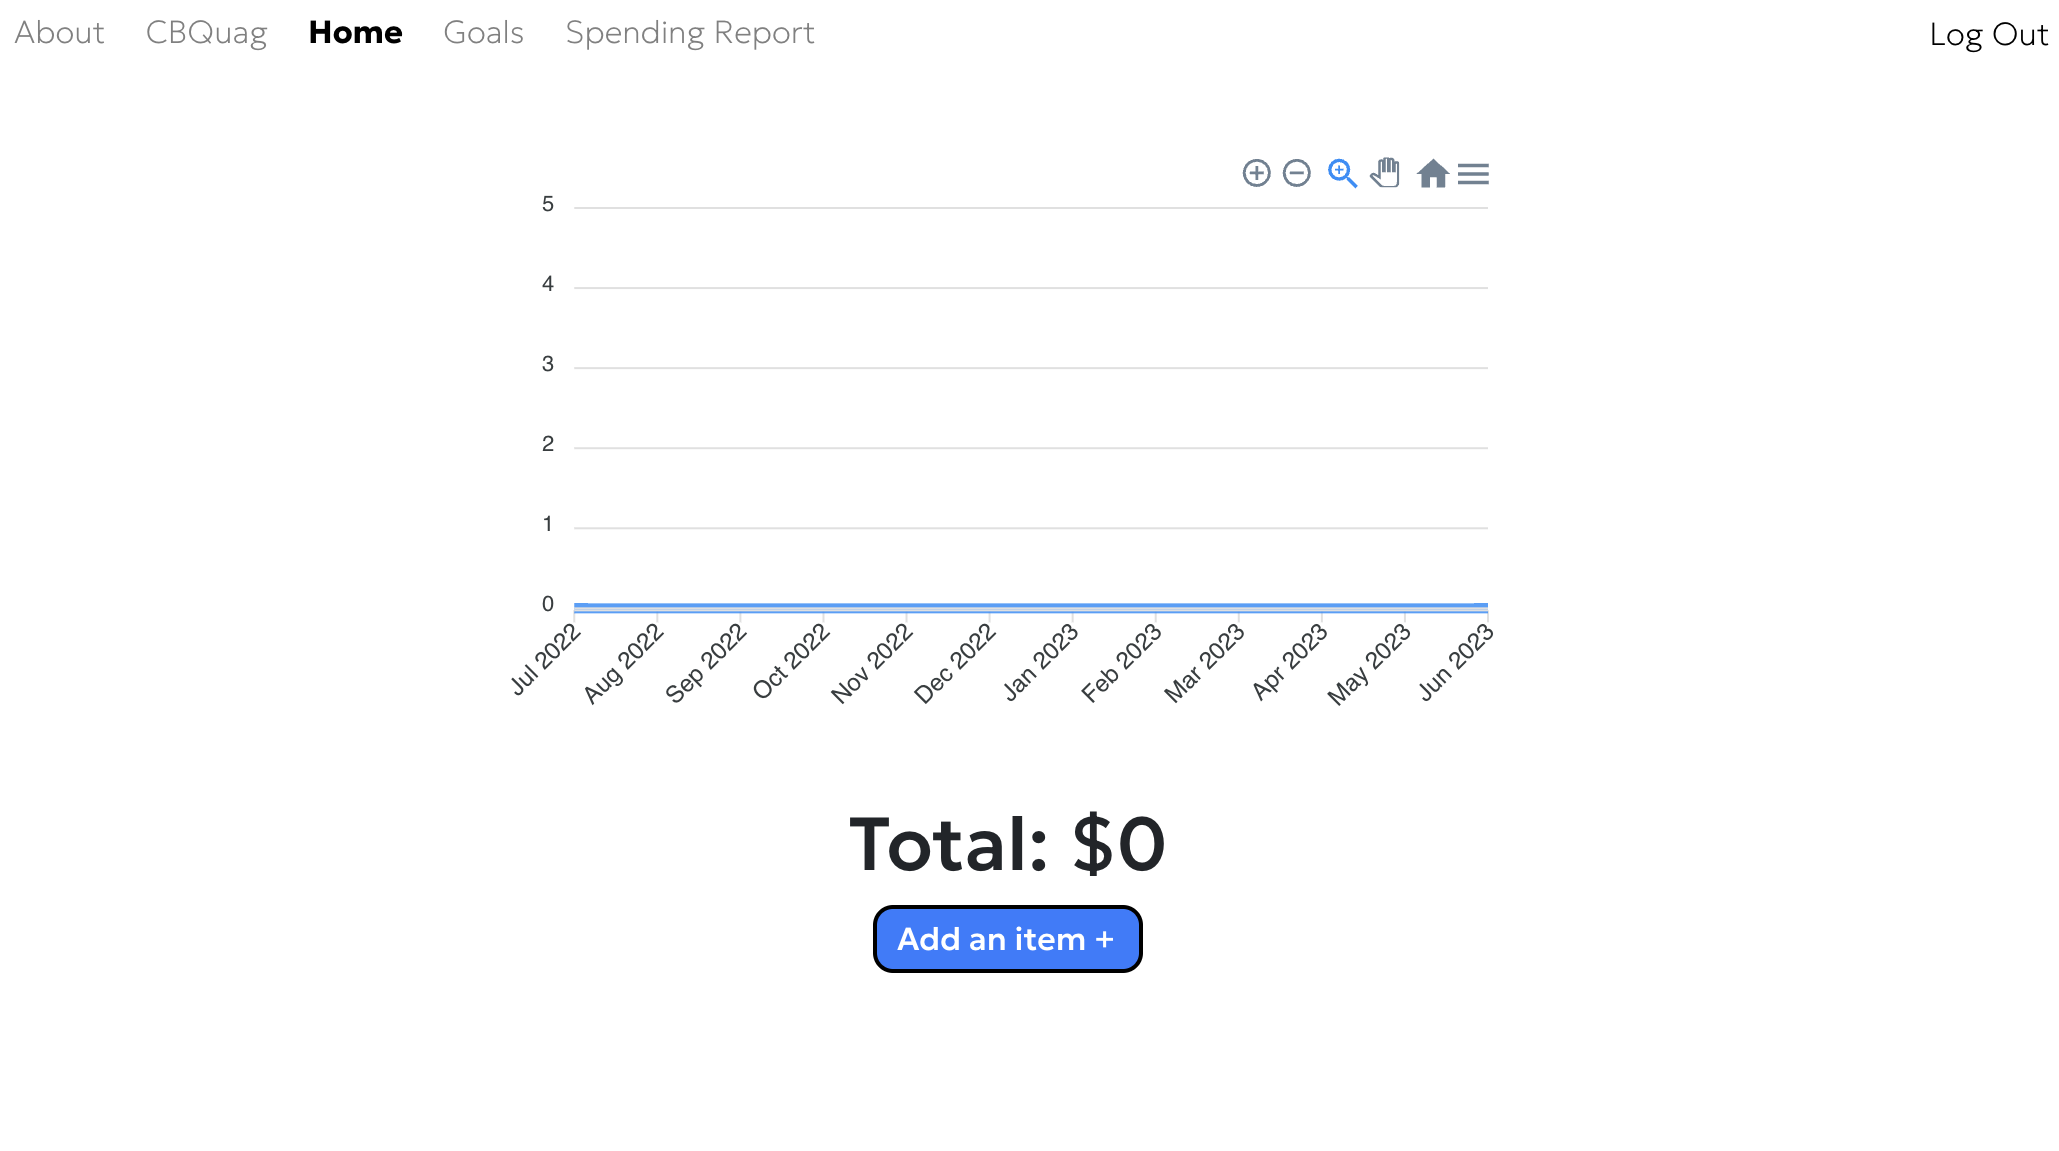 About CBQuag Home Goals Spending Report Log Out
5
4
3
2
1
0
Jul 2022 Aug 2022 Sep 2022 Oct 2022 Nov 2022 Dec 2022 Jan 2023 Feb 2023 Mar 2023 Apr 2023 May 2023 Jun 2023
Total: $0
Add an item +